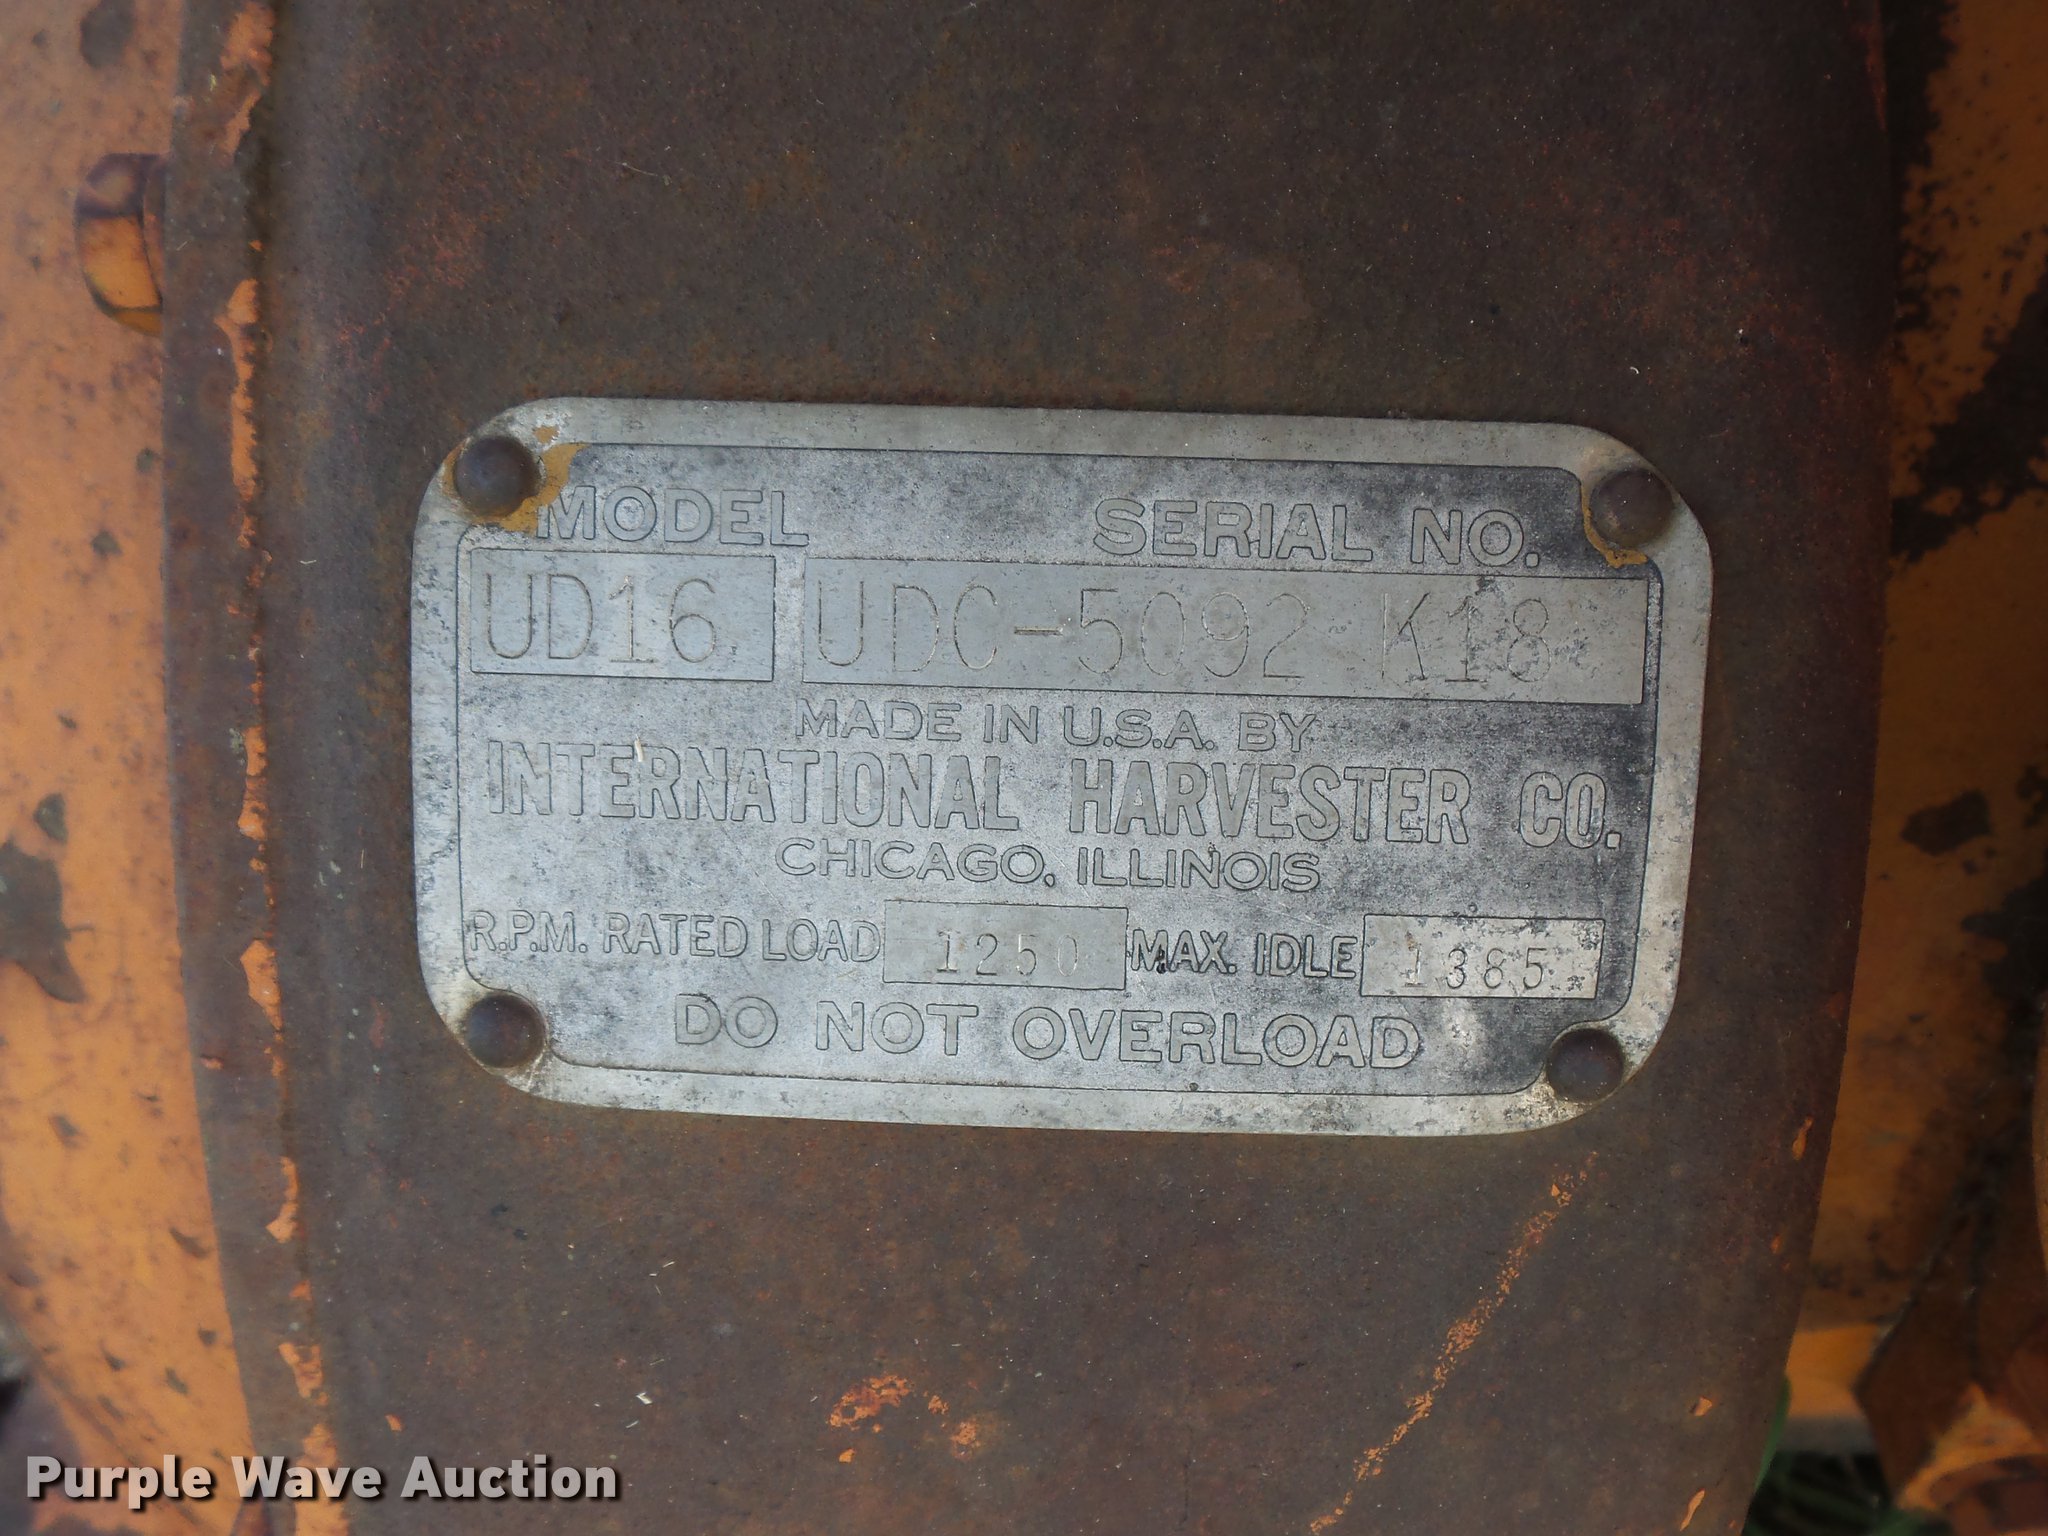 MODEL SERIAL NO.
UD16 UDC-5092 K18
MADE IN U.S.A. BY
INTERNATIONAL HARVESTER CO.
CHICAGO, ILLINOIS
R.P.M. RATED LOAD 1250 MAX. IDLE 1385
DO NOT OVERLOAD
Purple Wave Auction